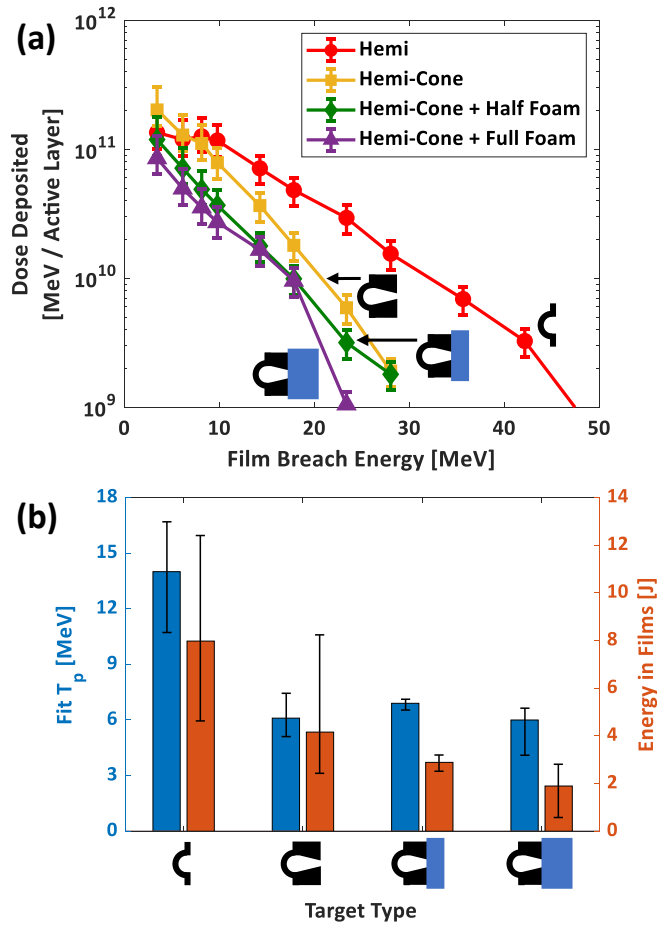 (a)
10^12
10^11
10^10
10^9
Dose Deposited
[MeV / Active Layer]
Hemi
Hemi-Cone
Hemi-Cone + Half Foam
Hemi-Cone + Full Foam
0 10 20 30 40 50
Film Breach Energy [MeV]
(b)
18
15
12
9
6
3
0
Fit T_p [MeV]
14
12
10
8
6
4
2
0
Energy in Films [J]
Target Type